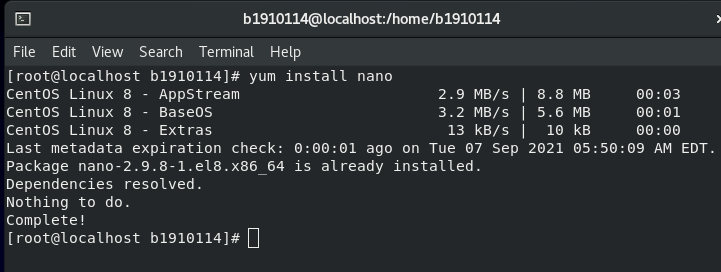 b1910114@localhost:/home/b1910114
File Edit View Search Terminal Help
[root@localhost b1910114]# yum install nano
CentOS Linux 8 - AppStream 2.9 MB/s | 8.8 MB 00:03
CentOS Linux 8 - BaseOS 3.2 MB/s | 5.6 MB 00:01
CentOS Linux 8 - Extras 13 kB/s | 10 kB 00:00
Last metadata expiration check: 0:00:01 ago on Tue 07 Sep 2021 05:50:09 AM EDT.
Package nano-2.9.8-1.el8.x86_64 is already installed.
Dependencies resolved.
Nothing to do.
Complete!
[root@localhost b1910114]#